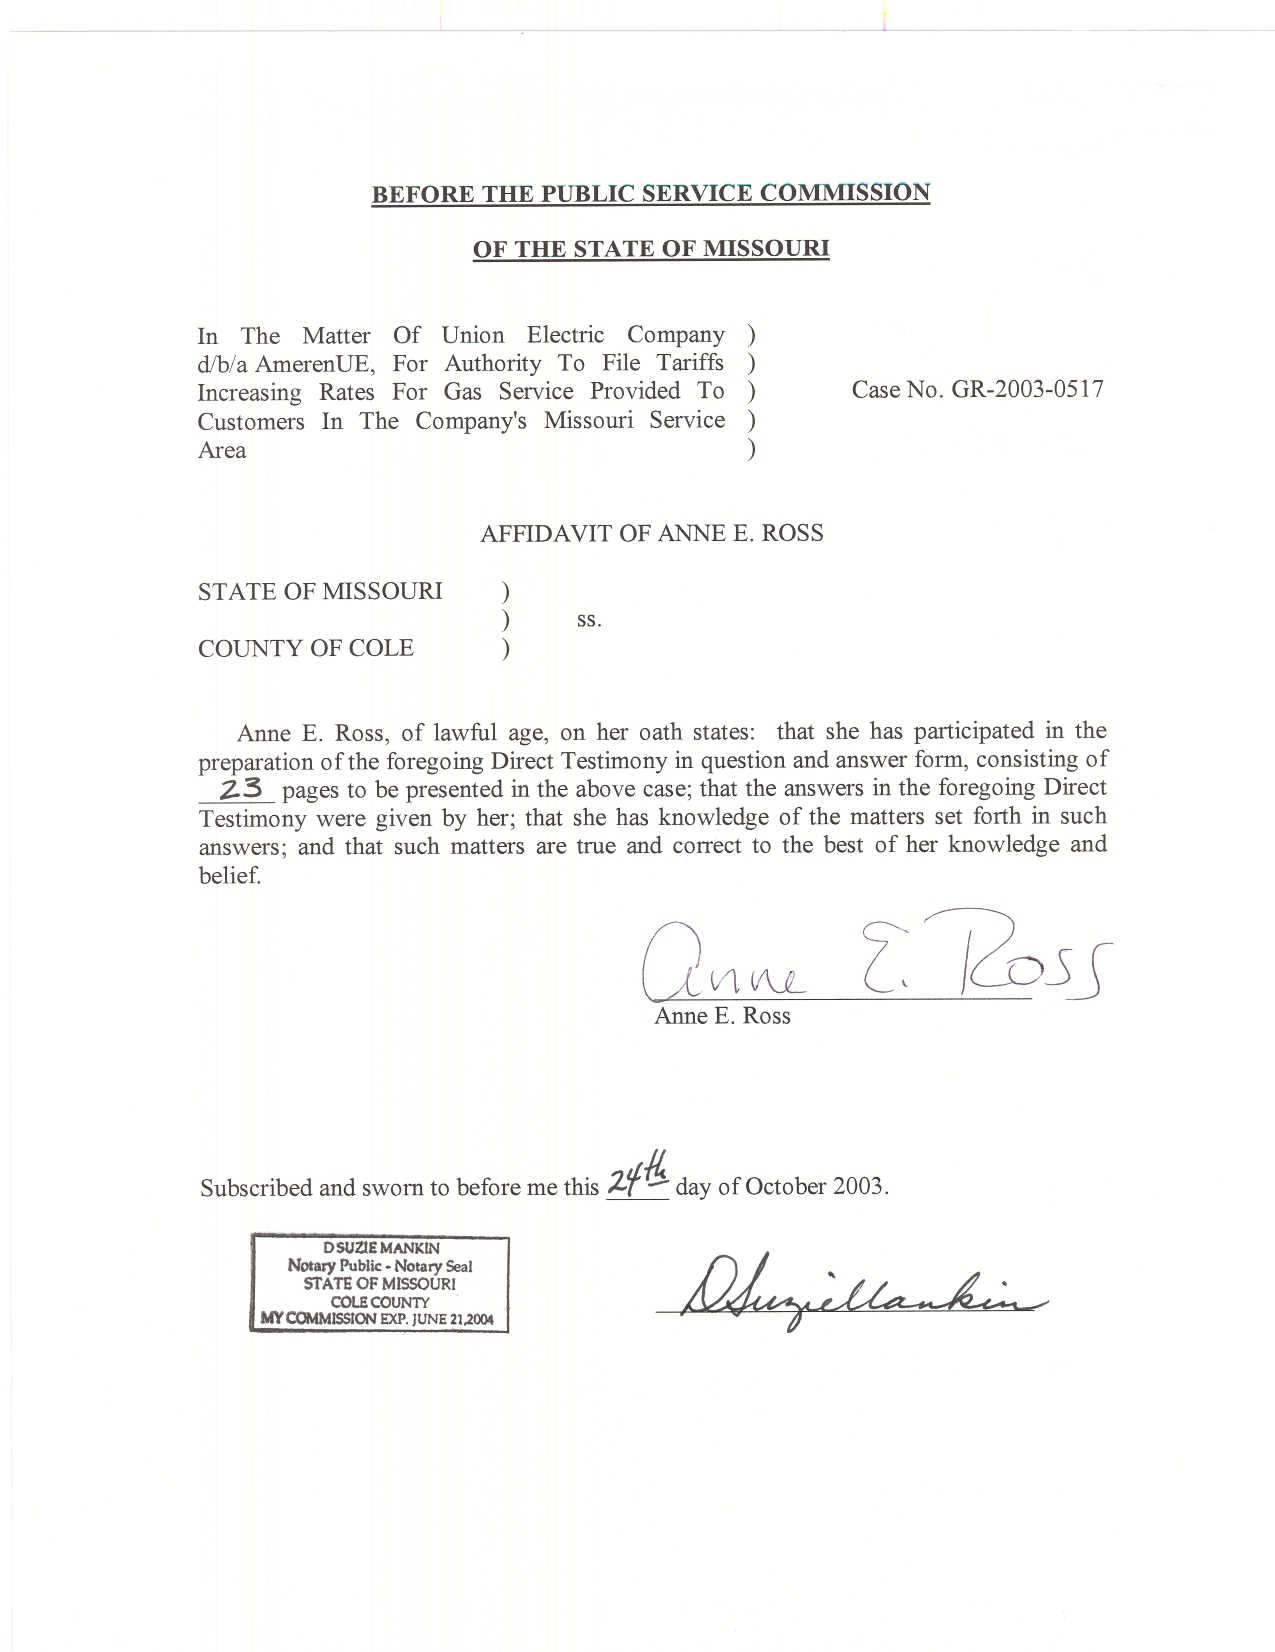 BEFORE THE PUBLIC SERVICE COMMISSION
OF THE STATE OF MISSOURI
In The Matter Of Union Electric Company )
d/b/a AmerenUE, For Authority To File Tariffs )
Increasing Rates For Gas Service Provided To ) Case No. GR-2003-0517
Customers In The Company's Missouri Service )
Area )
AFFIDAVIT OF ANNE E. ROSS
STATE OF MISSOURI )
) ss.
COUNTY OF COLE )
Anne E. Ross, of lawful age, on her oath states: that she has participated in the
preparation of the foregoing Direct Testimony in question and answer form, consisting of
23 pages to be presented in the above case; that the answers in the foregoing Direct
Testimony were given by her; that she has knowledge of the matters set forth in such
answers; and that such matters are true and correct to the best of her knowledge and
belief.
Anne E. Ross
Anne E. Ross
Subscribed and sworn to before me this 24th day of October 2003.
D SUZIE MANKIN
Notary Public - Notary Seal
STATE OF MISSOURI
COLE COUNTY
MY COMMISSION EXP. JUNE 21,2004
D Suzie Mankin